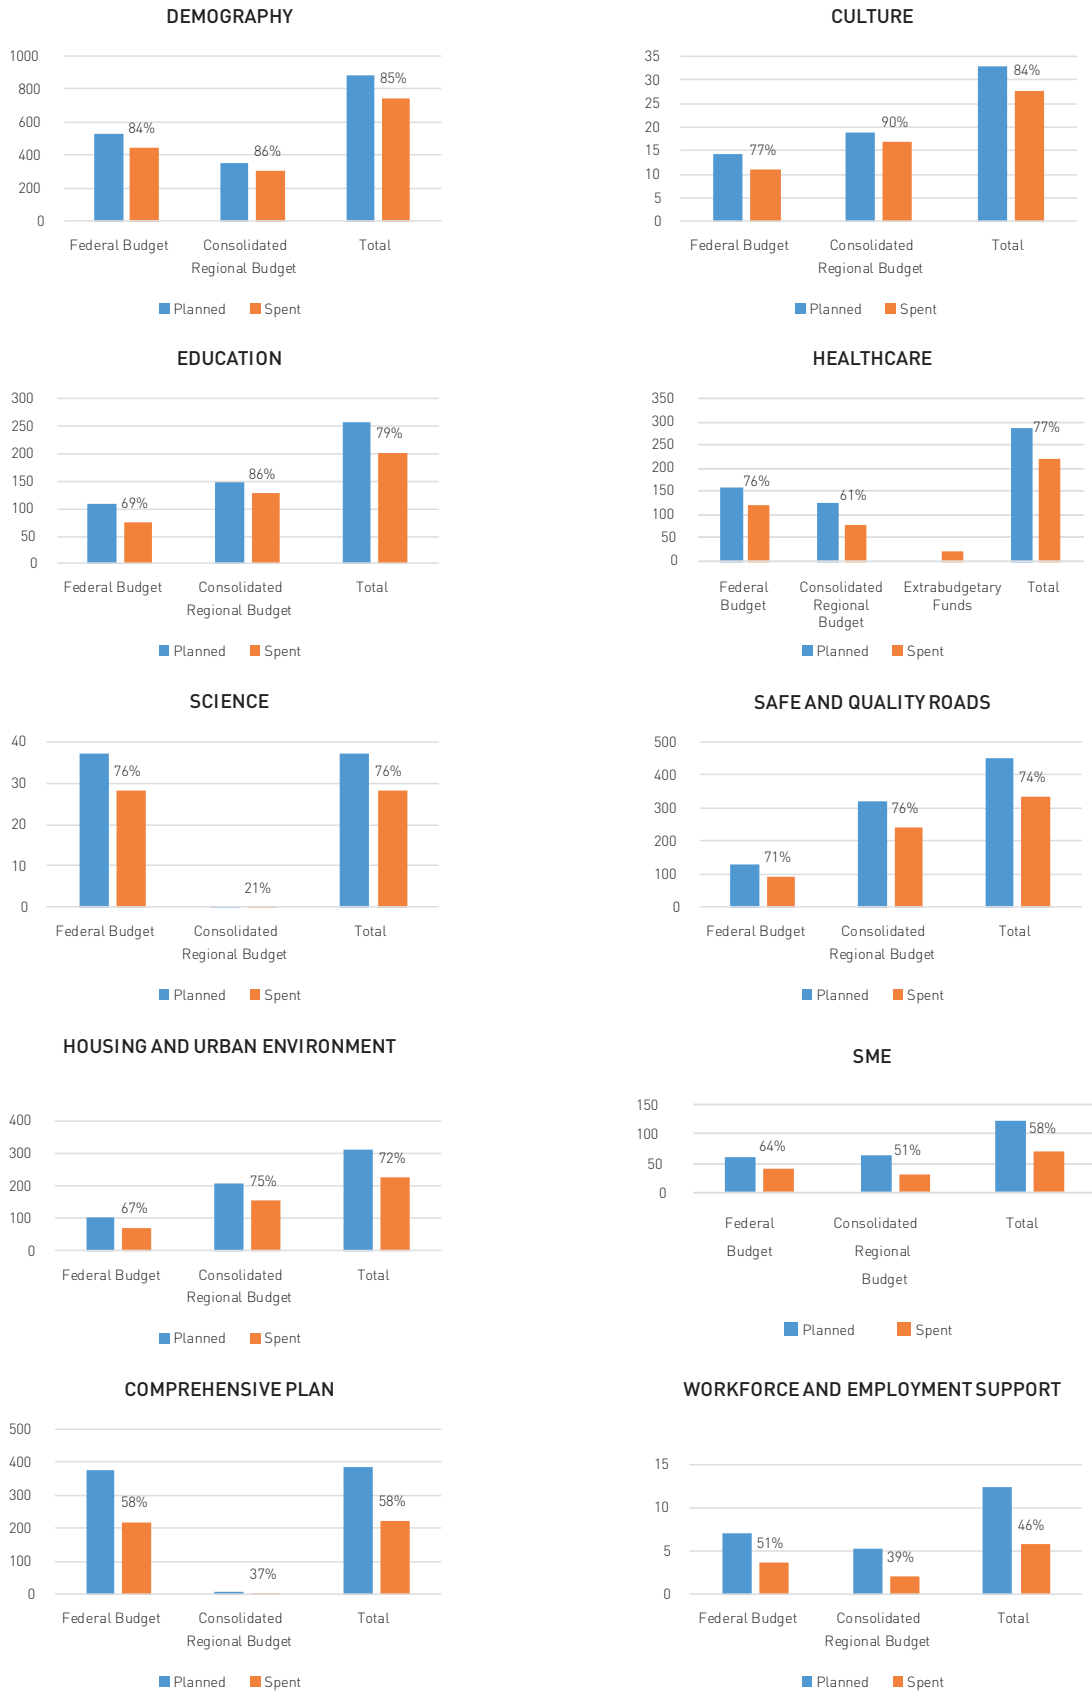 DEMOGRAPHY
1000
800
600
400
200
0
84%
86%
85%
Federal Budget
Consolidated
Regional Budget
Total
Planned
Spent
CULTURE
35
30
25
20
15
10
5
0
77%
90%
84%
Federal Budget
Consolidated
Regional Budget
Total
Planned
Spent
EDUCATION
300
250
200
150
100
50
0
69%
86%
79%
Federal Budget
Consolidated
Regional Budget
Total
Planned
Spent
HEALTHCARE
350
300
250
200
150
100
50
0
76%
61%
77%
Federal
Budget
Consolidated
Regional
Budget
Extrabudgetary
Funds
Total
Planned
Spent
SCIENCE
40
30
20
10
0
76%
21%
76%
Federal Budget
Consolidated
Regional Budget
Total
Planned
Spent
SAFE AND QUALITY ROADS
500
400
300
200
100
0
71%
76%
74%
Federal Budget
Consolidated
Regional Budget
Total
Planned
Spent
HOUSING AND URBAN ENVIRONMENT
400
300
200
100
0
67%
75%
72%
Federal Budget
Consolidated
Regional Budget
Total
Planned
Spent
SME
150
100
50
0
64%
51%
58%
Federal
Budget
Consolidated
Regional
Budget
Total
Planned
Spent
COMPREHENSIVE PLAN
500
400
300
200
100
0
58%
37%
58%
Federal Budget
Consolidated
Regional Budget
Total
Planned
Spent
WORKFORCE AND EMPLOYMENT SUPPORT
15
10
5
0
51%
39%
46%
Federal Budget
Consolidated
Regional Budget
Total
Planned
Spent